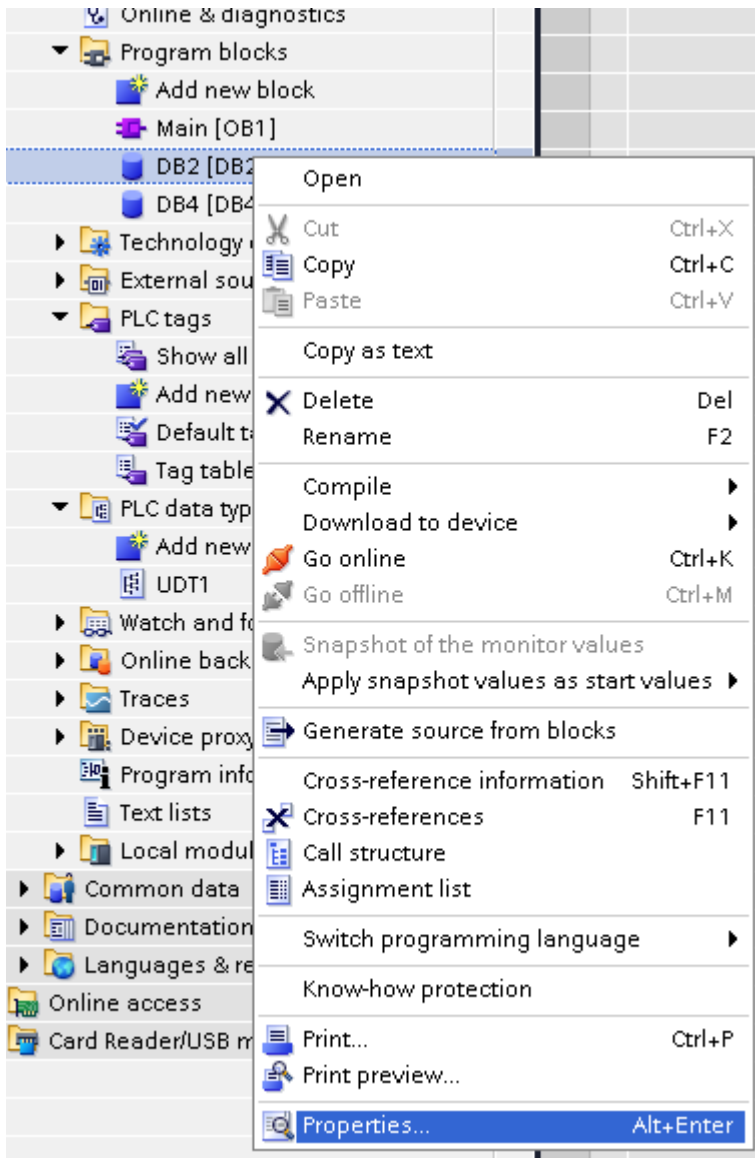 Online & diagnostics
Program blocks
Add new block
Main [OB1]
DB2 [DB2
DB4 [DB4
Technology
External sou
PLC tags
Show all
Add new
Default ta
Tag table
PLC data typ
Add new
UDT1
Watch and fo
Online back
Traces
Device proxy
Program info
Text lists
Local modul
Common data
Documentation
Languages & re
Online access
Card Reader/USB m
Open
Cut Ctrl+X
Copy Ctrl+C
Paste Ctrl+V
Copy as text
Delete Del
Rename F2
Compile
Download to device
Go online Ctrl+K
Go offline Ctrl+M
Snapshot of the monitor values
Apply snapshot values as start values
Generate source from blocks
Cross-reference information Shift+F11
Cross-references F11
Call structure
Assignment list
Switch programming language
Know-how protection
Print... Ctrl+P
Print preview...
Properties... Alt+Enter